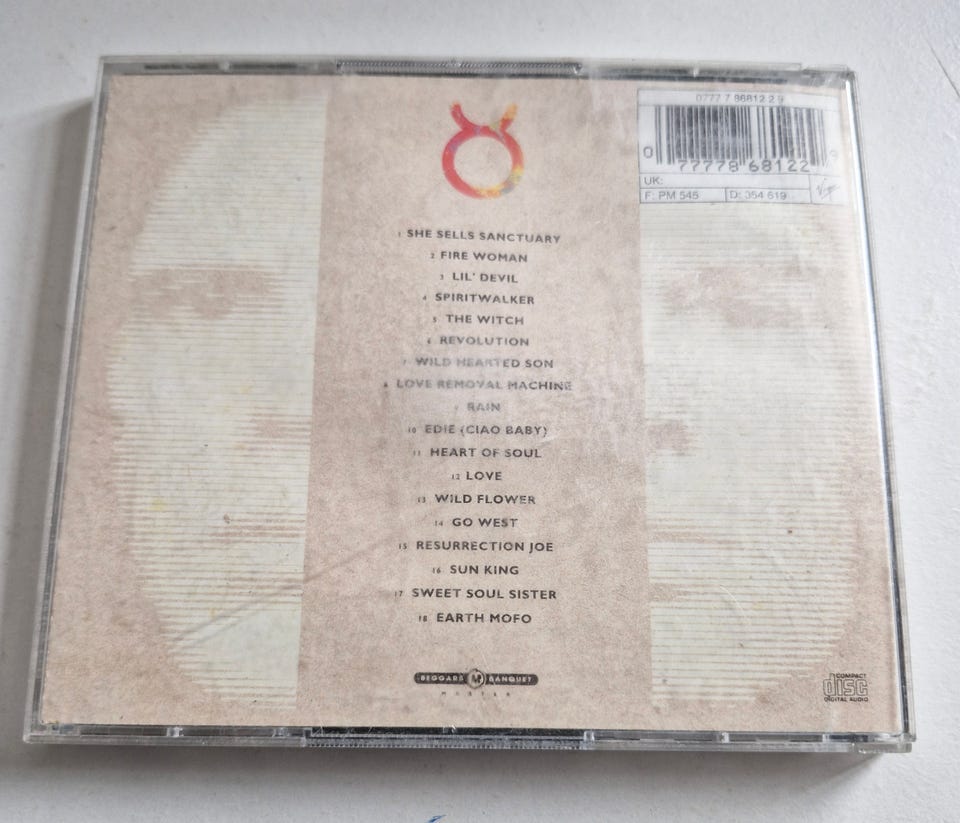 0777 7 86812 2 9
0 77778 68122 9
UK:
F: PM 545 D: 354 619
Virgin
1 SHE SELLS SANCTUARY
2 FIRE WOMAN
3 LIL' DEVIL
4 SPIRITWALKER
5 THE WITCH
6 REVOLUTION
7 WILD HEARTED SON
8 LOVE REMOVAL MACHINE
9 RAIN
10 EDIE (CIAO BABY)
11 HEART OF SOUL
12 LOVE
13 WILD FLOWER
14 GO WEST
15 RESURRECTION JOE
16 SUN KING
17 SWEET SOUL SISTER
18 EARTH MOFO
BEGGARS BANQUET
MASTER
COMPACT
DISC
DIGITAL AUDIO